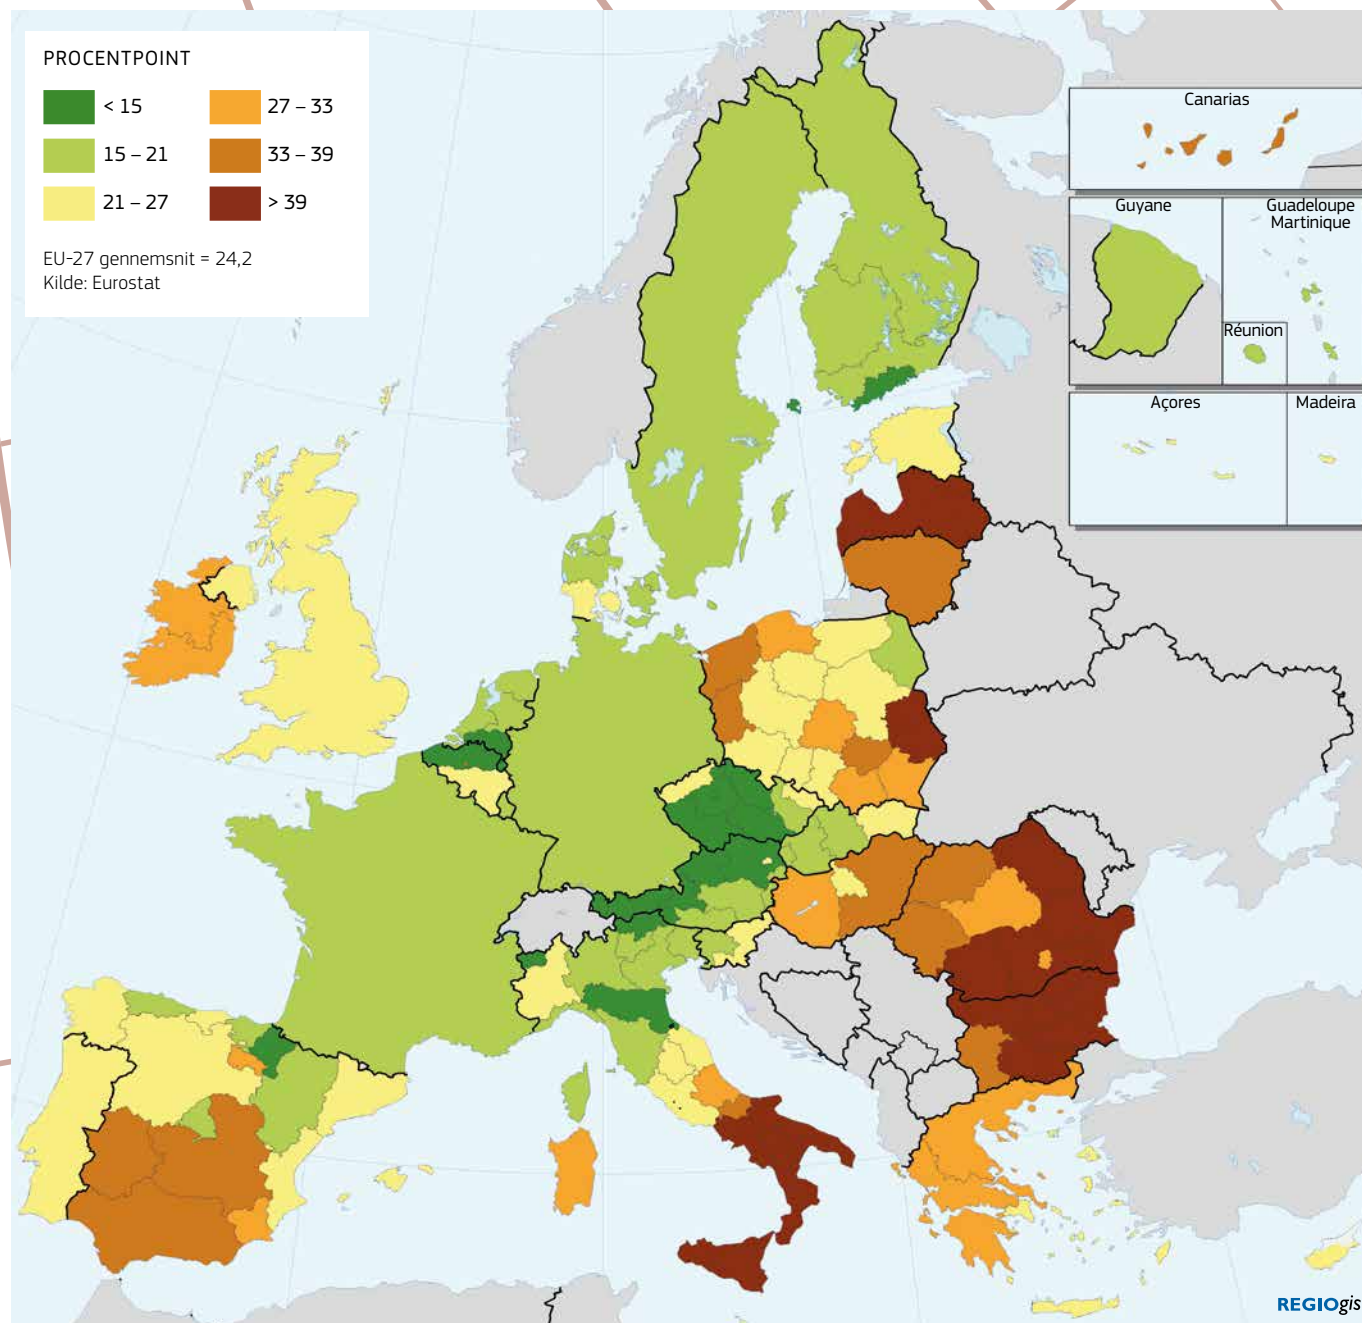 PROCENTPOINT
< 15
27 – 33
15 – 21
33 – 39
21 – 27
> 39
EU-27 gennemsnit = 24,2
Kilde: Eurostat
Canarias
Guyane
Guadeloupe
Martinique
Réunion
Açores
Madeira
REGIOgis